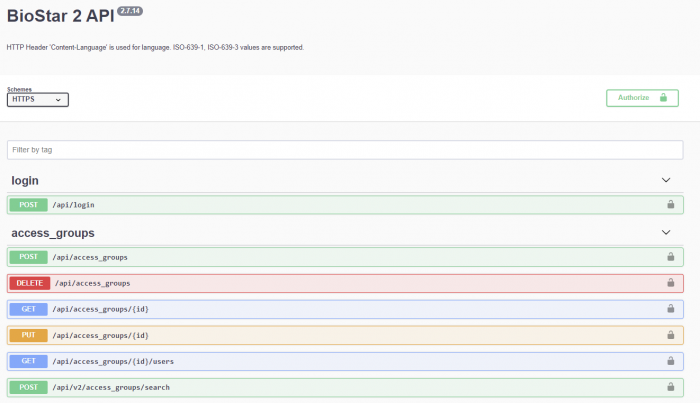 BioStar 2 API 2.7.14
HTTP Header 'Content-Language' is used for language. ISO-639-1, ISO-639-3 values are supported.
Schemes
HTTPS
Authorize
Filter by tag
login
POST /api/login
access_groups
POST /api/access_groups
DELETE /api/access_groups
GET /api/access_groups/{id}
PUT /api/access_groups/{id}
GET /api/access_groups/{id}/users
POST /api/v2/access_groups/search